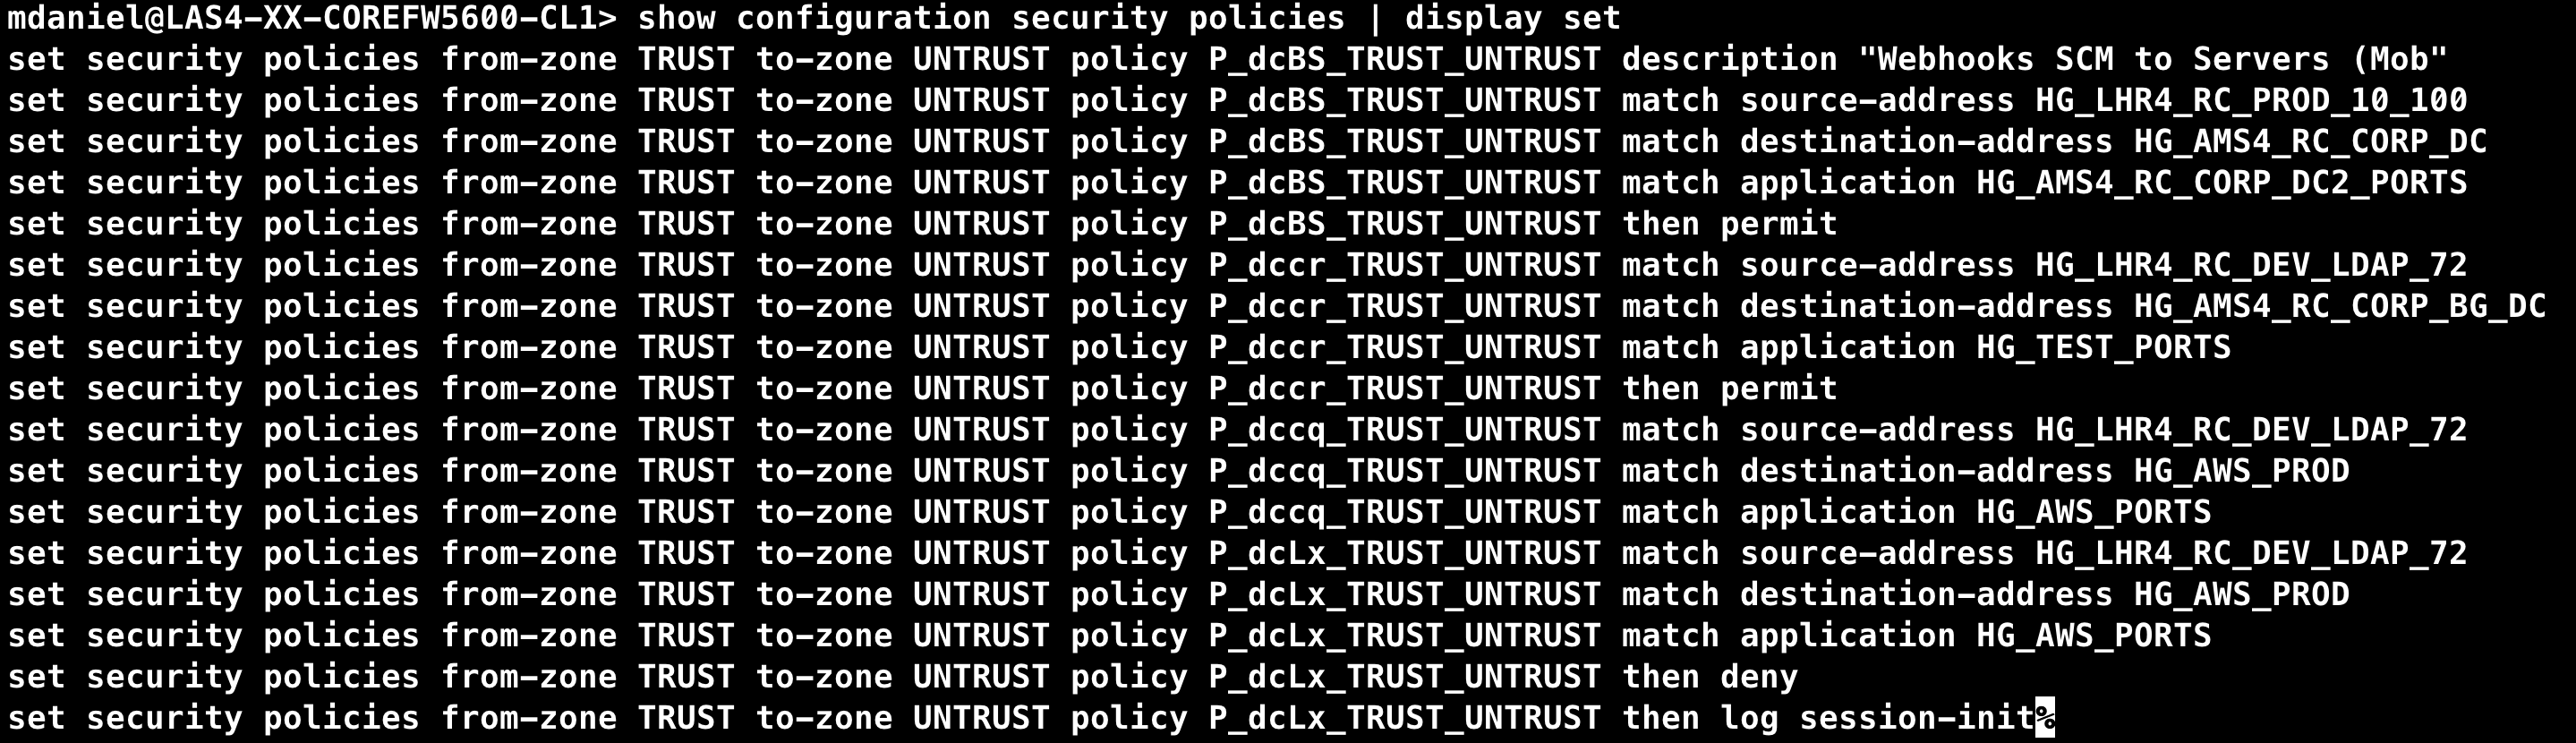 mdaniel@LAS4-XX-COREFW5600-CL1> show configuration security policies | display set
set security policies from-zone TRUST to-zone UNTRUST policy P_dcBS_TRUST_UNTRUST description "Webhooks SCM to Servers (Mob"
set security policies from-zone TRUST to-zone UNTRUST policy P_dcBS_TRUST_UNTRUST match source-address HG_LHR4_RC_PROD_10_100
set security policies from-zone TRUST to-zone UNTRUST policy P_dcBS_TRUST_UNTRUST match destination-address HG_AMS4_RC_CORP_DC
set security policies from-zone TRUST to-zone UNTRUST policy P_dcBS_TRUST_UNTRUST match application HG_AMS4_RC_CORP_DC2_PORTS
set security policies from-zone TRUST to-zone UNTRUST policy P_dcBS_TRUST_UNTRUST then permit
set security policies from-zone TRUST to-zone UNTRUST policy P_dccr_TRUST_UNTRUST match source-address HG_LHR4_RC_DEV_LDAP_72
set security policies from-zone TRUST to-zone UNTRUST policy P_dccr_TRUST_UNTRUST match destination-address HG_AMS4_RC_CORP_BG_DC
set security policies from-zone TRUST to-zone UNTRUST policy P_dccr_TRUST_UNTRUST match application HG_TEST_PORTS
set security policies from-zone TRUST to-zone UNTRUST policy P_dccr_TRUST_UNTRUST then permit
set security policies from-zone TRUST to-zone UNTRUST policy P_dccq_TRUST_UNTRUST match source-address HG_LHR4_RC_DEV_LDAP_72
set security policies from-zone TRUST to-zone UNTRUST policy P_dccq_TRUST_UNTRUST match destination-address HG_AWS_PROD
set security policies from-zone TRUST to-zone UNTRUST policy P_dccq_TRUST_UNTRUST match application HG_AWS_PORTS
set security policies from-zone TRUST to-zone UNTRUST policy P_dcLx_TRUST_UNTRUST match source-address HG_LHR4_RC_DEV_LDAP_72
set security policies from-zone TRUST to-zone UNTRUST policy P_dcLx_TRUST_UNTRUST match destination-address HG_AWS_PROD
set security policies from-zone TRUST to-zone UNTRUST policy P_dcLx_TRUST_UNTRUST match application HG_AWS_PORTS
set security policies from-zone TRUST to-zone UNTRUST policy P_dcLx_TRUST_UNTRUST then deny
set security policies from-zone TRUST to-zone UNTRUST policy P_dcLx_TRUST_UNTRUST then log session-init%